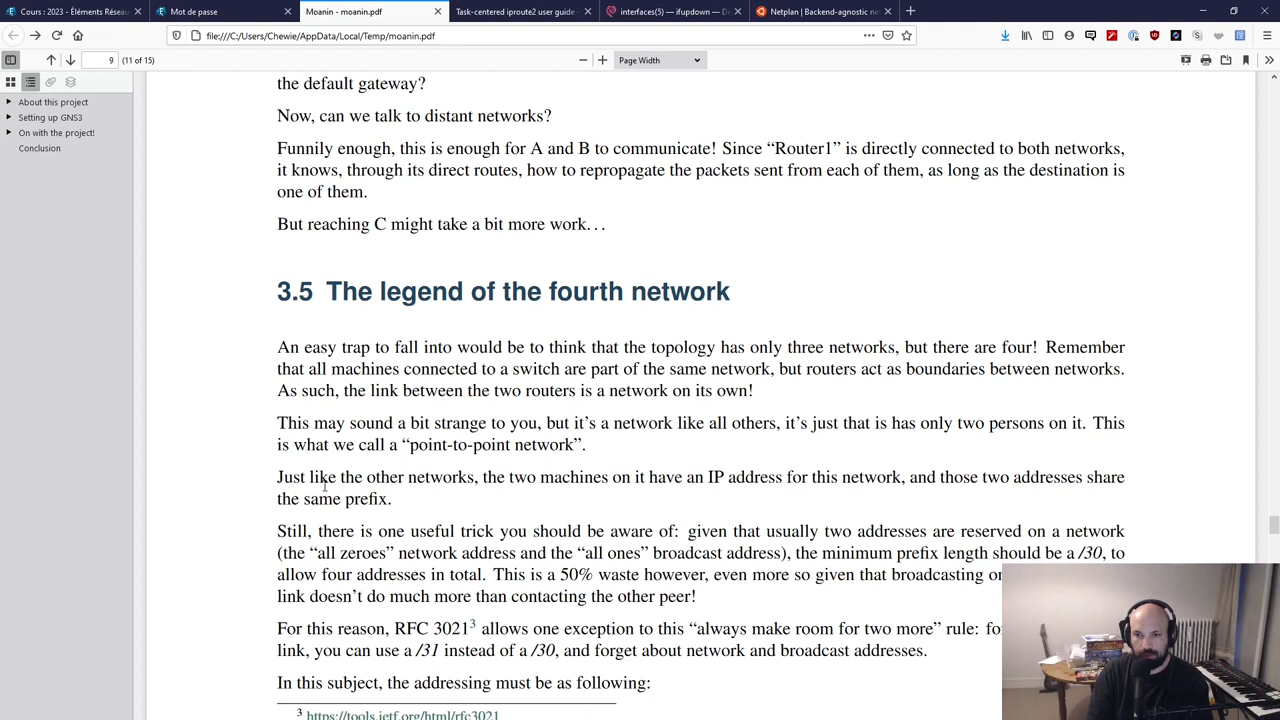 Cours : 2023 - Éléments Réseau
Mot de passe
Moanin - moanin.pdf
Task-centered iproute2 user guide
interfaces(5) — ifupdown — De
Netplan | Backend-agnostic net
file:///C:/Users/Chewie/AppData/Local/Temp/moanin.pdf
9 (11 of 15)
Page Width
About this project
Setting up GNS3
On with the project!
Conclusion
the default gateway?
Now, can we talk to distant networks?
Funnily enough, this is enough for A and B to communicate! Since “Router1” is directly connected to both networks,
it knows, through its direct routes, how to repropagate the packets sent from each of them, as long as the destination is
one of them.
But reaching C might take a bit more work. . .
3.5 The legend of the fourth network
An easy trap to fall into would be to think that the topology has only three networks, but there are four! Remember
that all machines connected to a switch are part of the same network, but routers act as boundaries between networks.
As such, the link between the two routers is a network on its own!
This may sound a bit strange to you, but it’s a network like all others, it’s just that is has only two persons on it. This
is what we call a “point-to-point network”.
Just like the other networks, the two machines on it have an IP address for this network, and those two addresses share
the same prefix.
Still, there is one useful trick you should be aware of: given that usually two addresses are reserved on a network
(the “all zeroes” network address and the “all ones” broadcast address), the minimum prefix length should be a /30, to
allow four addresses in total. This is a 50% waste however, even more so given that broadcasting on
link doesn’t do much more than contacting the other peer!
For this reason, RFC 3021³ allows one exception to this “always make room for two more” rule:
link, you can use a /31 instead of a /30, and forget about network and broadcast addresses.
In this subject, the addressing must be as following:
3 https://tools.ietf.org/html/rfc3021